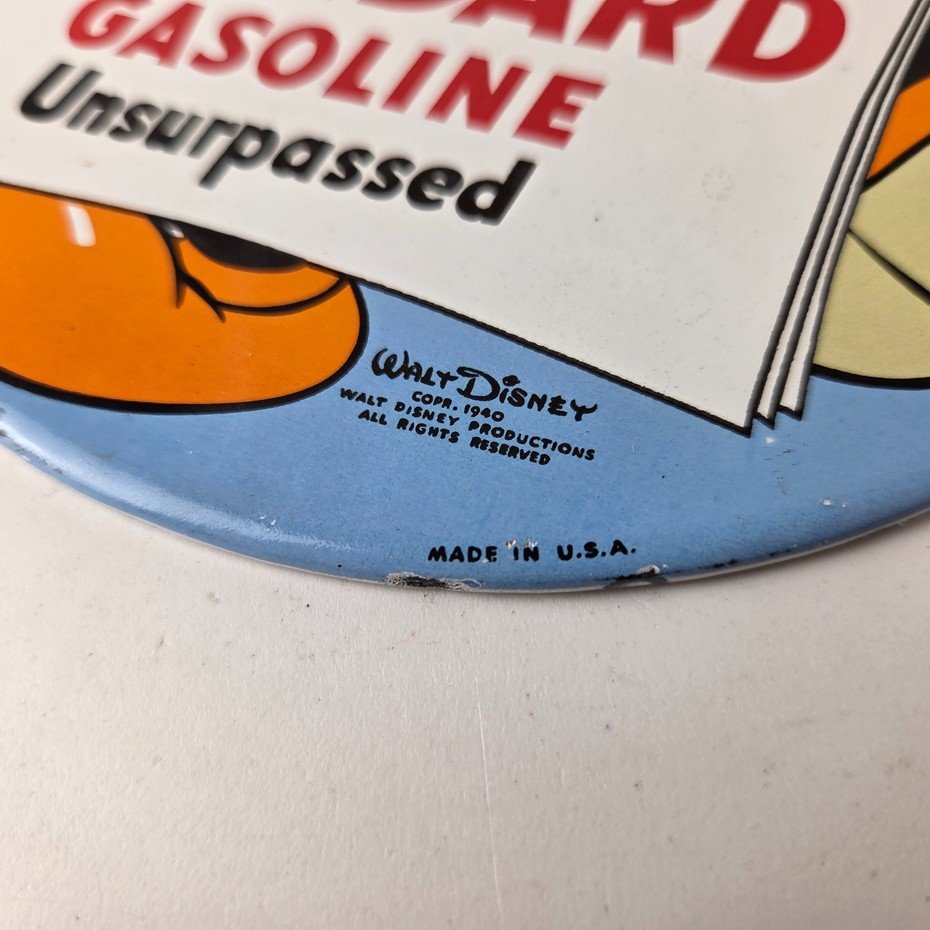 GASOLINE
Unsurpassed
WALT DISNEY
COPR. 1940
WALT DISNEY PRODUCTIONS
ALL RIGHTS RESERVED
MADE IN U.S.A.